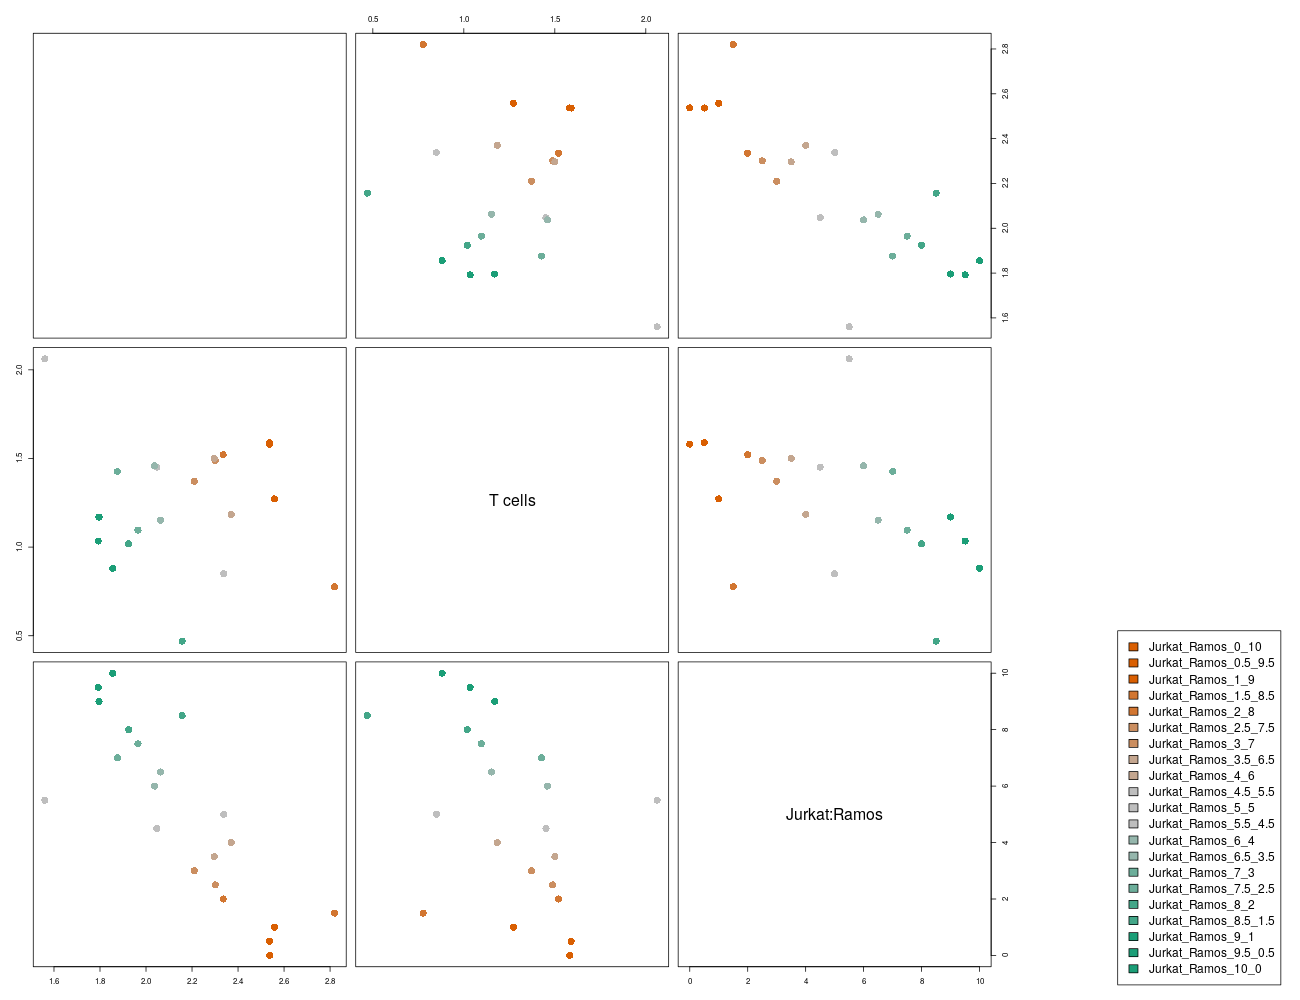 0.5 1.0 1.5 2.0
2.8
2.6
2.4
2.2
2.0
1.8
1.6
2.0
1.5
1.0
0.5
T cells
Jurkat:Ramos
10
8
6
4
2
0
1.6 1.8 2.0 2.2 2.4 2.6 2.8
0 2 4 6 8 10
Jurkat_Ramos_0_10
Jurkat_Ramos_0.5_9.5
Jurkat_Ramos_1_9
Jurkat_Ramos_1.5_8.5
Jurkat_Ramos_2_8
Jurkat_Ramos_2.5_7.5
Jurkat_Ramos_3_7
Jurkat_Ramos_3.5_6.5
Jurkat_Ramos_4_6
Jurkat_Ramos_4.5_5.5
Jurkat_Ramos_5_5
Jurkat_Ramos_5.5_4.5
Jurkat_Ramos_6_4
Jurkat_Ramos_6.5_3.5
Jurkat_Ramos_7_3
Jurkat_Ramos_7.5_2.5
Jurkat_Ramos_8_2
Jurkat_Ramos_8.5_1.5
Jurkat_Ramos_9_1
Jurkat_Ramos_9.5_0.5
Jurkat_Ramos_10_0